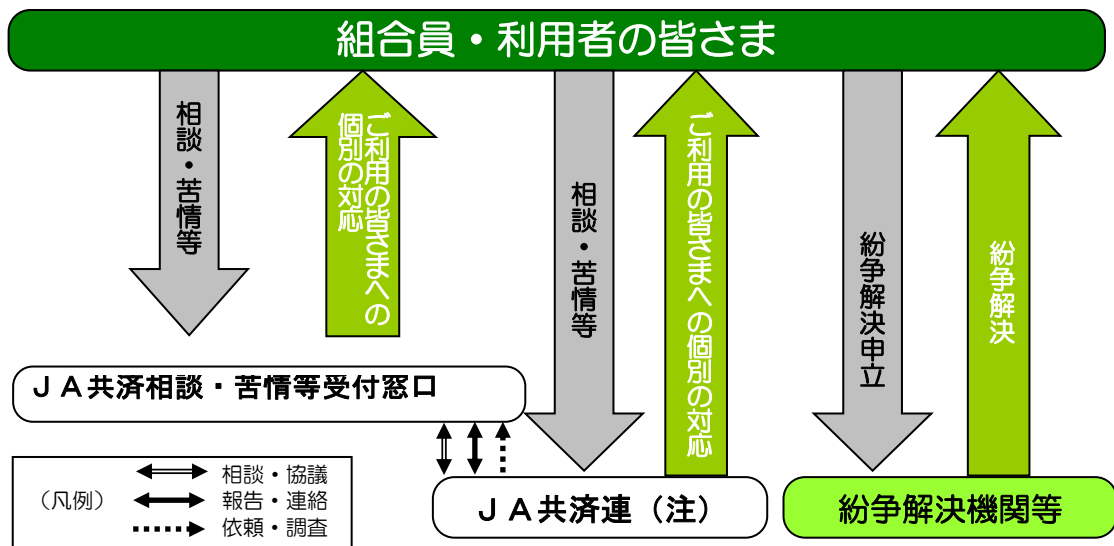 組合員・利用者の皆さま
相談・苦情等
ご利用の皆さまへの
個別の対応
相談・苦情等
ご利用の皆さまへの個別の対応
紛争解決申立
紛争解決
ＪＡ共済相談・苦情等受付窓口
ＪＡ共済連（注）
紛争解決機関等
（凡例）
相談・協議
報告・連絡
依頼・調査